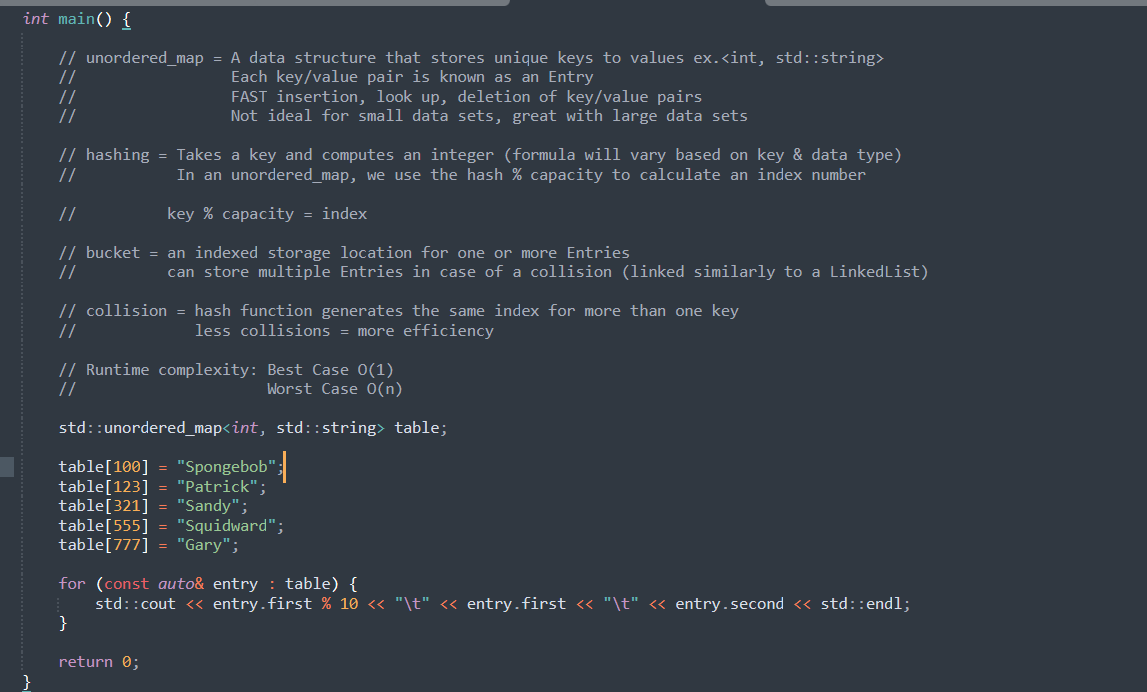 int main() {
// unordered_map = A data structure that stores unique keys to values ex.<int, std::string>
// Each key/value pair is known as an Entry
// FAST insertion, look up, deletion of key/value pairs
// Not ideal for small data sets, great with large data sets
// hashing = Takes a key and computes an integer (formula will vary based on key & data type)
// In an unordered_map, we use the hash % capacity to calculate an index number
// key % capacity = index
// bucket = an indexed storage location for one or more Entries
// can store multiple Entries in case of a collision (linked similarly to a LinkedList)
// collision = hash function generates the same index for more than one key
// less collisions = more efficiency
// Runtime complexity: Best Case O(1)
// Worst Case O(n)
std::unordered_map<int, std::string> table;
table[100] = "Spongebob";
table[123] = "Patrick";
table[321] = "Sandy";
table[555] = "Squidward";
table[777] = "Gary";
for (const auto& entry : table) {
std::cout << entry.first % 10 << "\t" << entry.first << "\t" << entry.second << std::endl;
}
return 0;
}